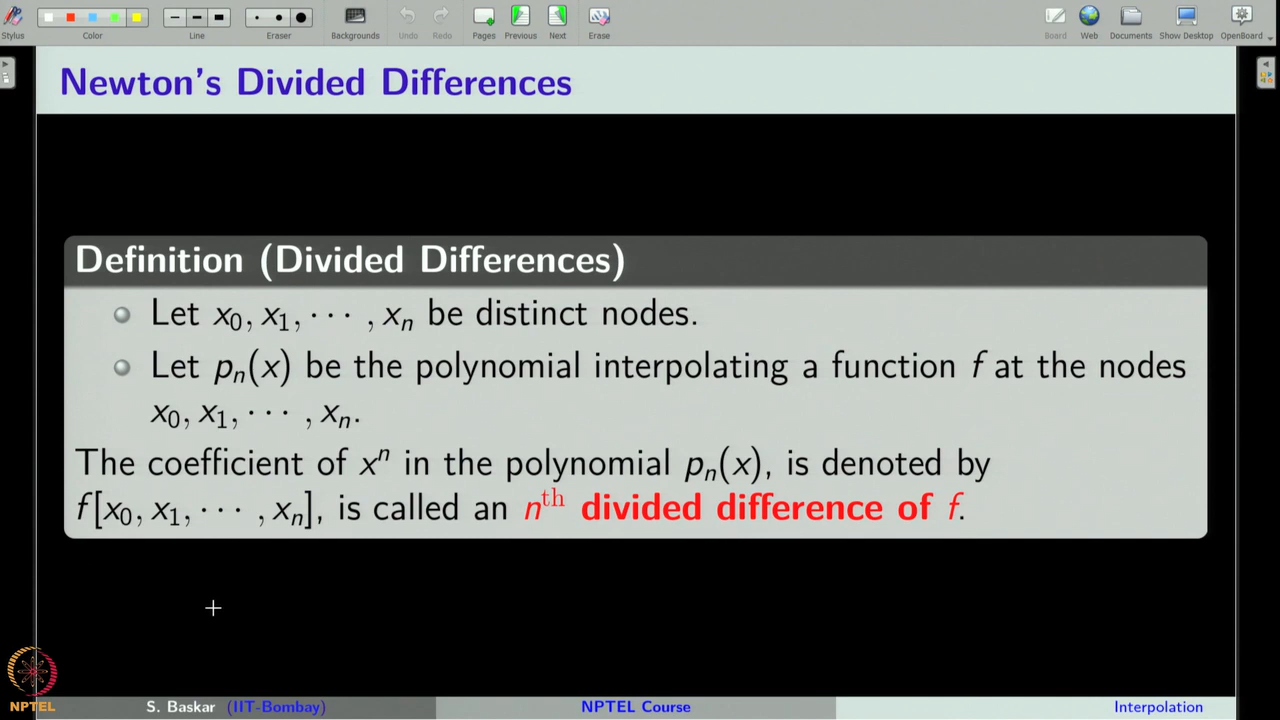 Stylus Color Line Eraser Backgrounds Undo Redo Pages Previous Next Erase Board Web Documents Show Desktop OpenBoard
Newton's Divided Differences
Definition (Divided Differences)
Let x₀, x₁, ⋯ , xₙ be distinct nodes.
Let pₙ(x) be the polynomial interpolating a function f at the nodes
x₀, x₁, ⋯ , xₙ.
The coefficient of xⁿ in the polynomial pₙ(x), is denoted by
f[x₀, x₁, ⋯ , xₙ], is called an nᵗʰ divided difference of f.
NPTEL
S. Baskar (IIT-Bombay) NPTEL Course Interpolation